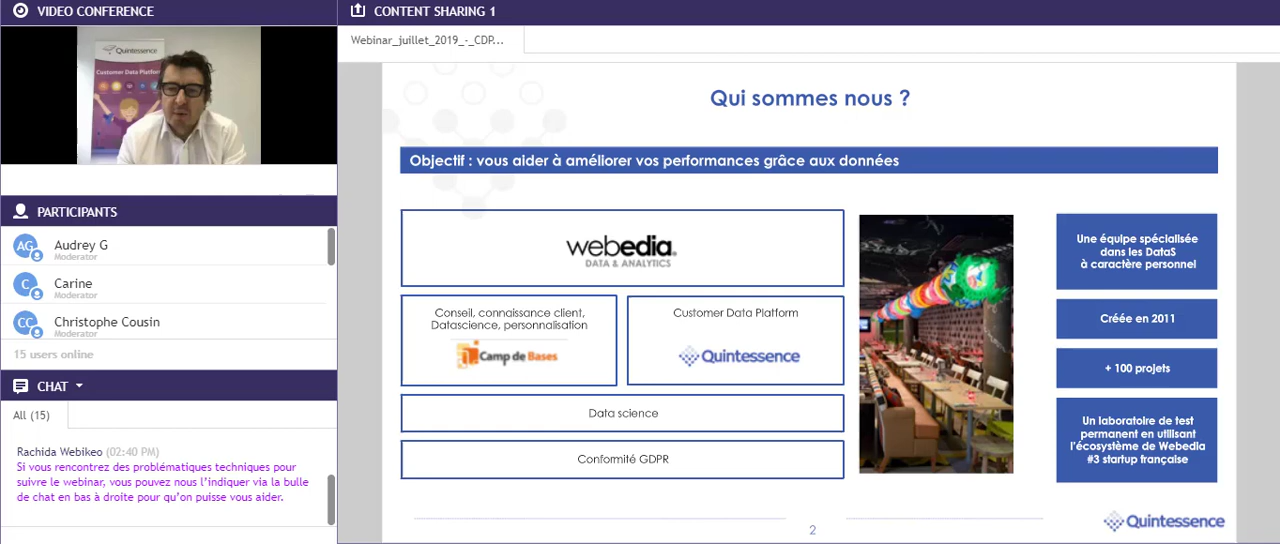 VIDEO CONFERENCE
Quintessence
Customer Data Platform
PARTICIPANTS
AG
Audrey G
Moderator
C
Carine
Moderator
CC
Christophe Cousin
Moderator
15 users online
CHAT
All (15)
Rachida Webikeo (02:40 PM)
Si vous rencontrez des problématiques techniques pour
suivre le webinar, vous pouvez nous l'indiquer via la bulle
de chat en bas à droite pour qu'on puisse vous aider.
CONTENT SHARING 1
Webinar_juillet_2019_-_CDP...
Qui sommes nous ?
Objectif : vous aider à améliorer vos performances grâce aux données
webedia
DATA & ANALYTICS
Conseil, connaissance client,
Datascience, personnalisation
Camp de Bases
Customer Data Platform
Quintessence
Data science
Conformité GDPR
Une équipe spécialisée
dans les DataS
à caractère personnel
Créée en 2011
+ 100 projets
Un laboratoire de test
permanent en utilisant
l'écosystème de Webedia
#3 startup française
2
Quintessence